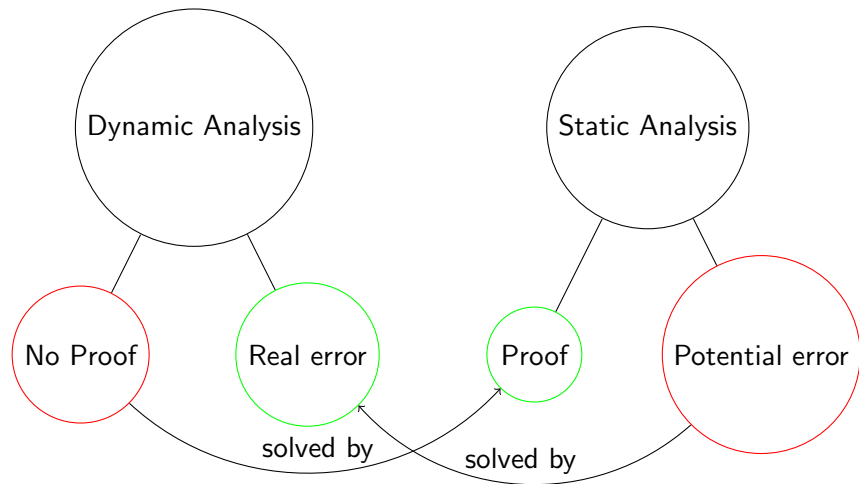 Dynamic Analysis
Static Analysis
No Proof
Real error
Proof
Potential error
solved by
solved by